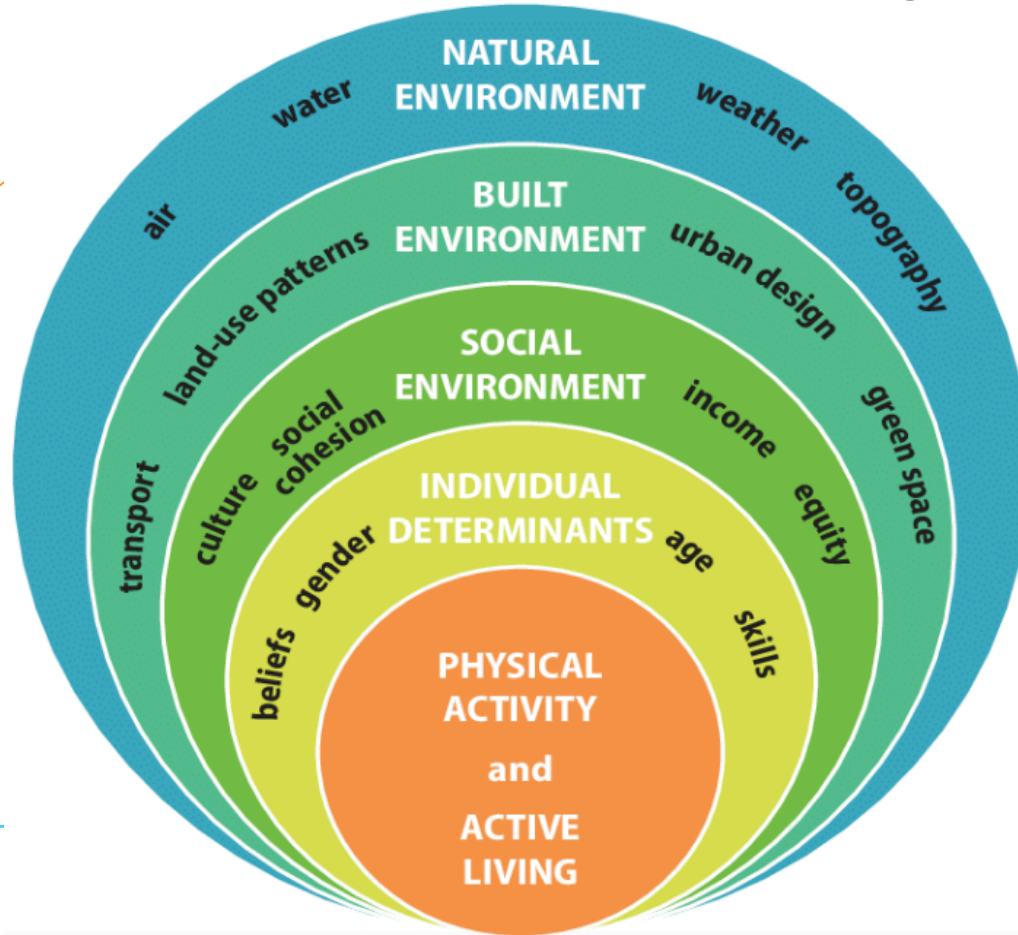 NATURAL
ENVIRONMENT
water
weather
air
topography
BUILT
ENVIRONMENT
land-use patterns
urban design
transport
green space
SOCIAL
ENVIRONMENT
social
cohesion
income
culture
equity
INDIVIDUAL
DETERMINANTS
gender
age
beliefs
skills
PHYSICAL
ACTIVITY
and
ACTIVE
LIVING